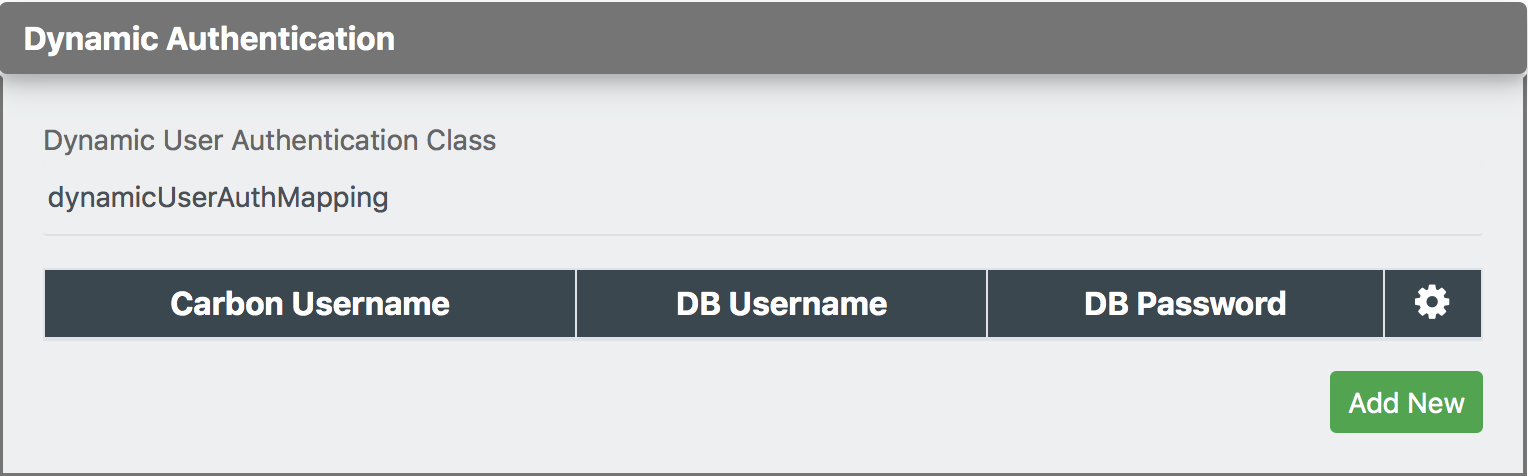 Dynamic Authentication
Dynamic User Authentication Class
dynamicUserAuthMapping
Carbon Username DB Username DB Password
Add New